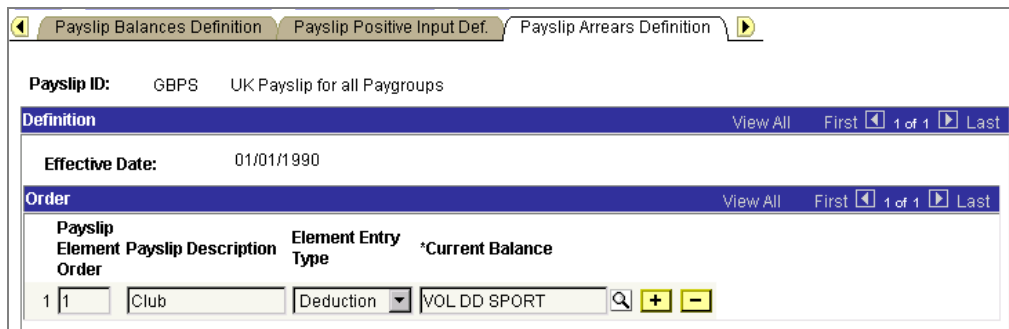 Payslip Balances Definition Payslip Positive Input Def. Payslip Arrears Definition
Payslip ID: GBPS UK Payslip for all Paygroups
Definition View All First 1 of 1 Last
Effective Date: 01/01/1990
Order View All First 1 of 1 Last
Payslip
Element Payslip Description Element Entry *Current Balance
Order Type
1 1 Club Deduction VOL DD SPORT + -